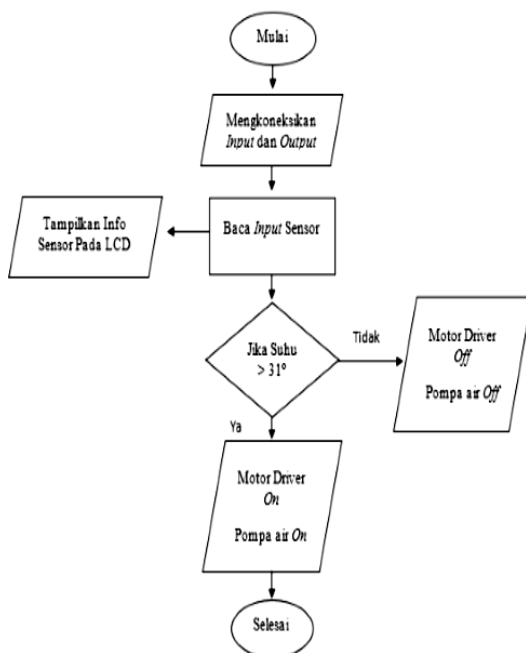 Mulai
Mengkoneksikan
Input dan Output
Tampilkan Info
Sensor Pada LCD
Baca Input Sensor
Jika Suhu
> 31°
Tidak
Motor Driver
Off
Pompa air Off
Ya
Motor Driver
On
Pompa air On
Selesai